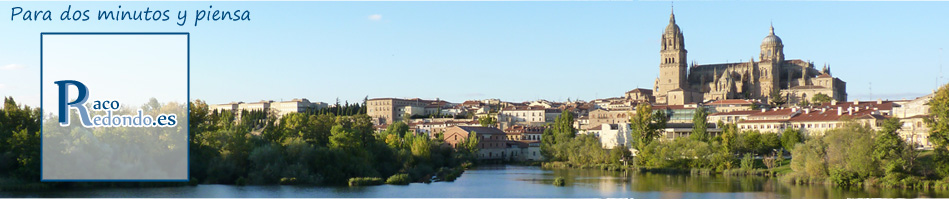 Para dos minutos y piensa
Raco
Redondo.es